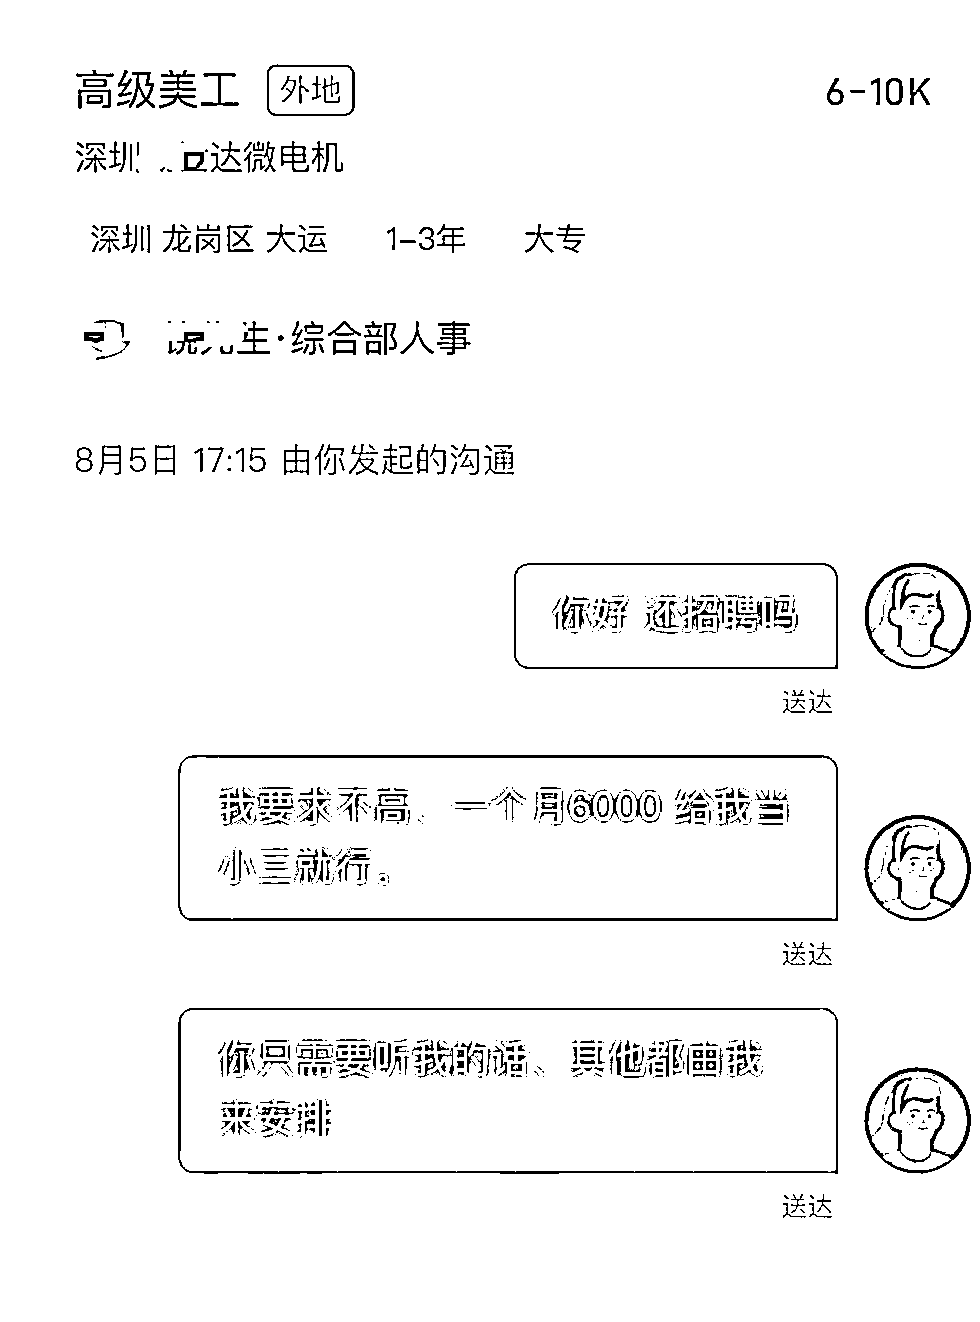 高级美工 外地 6-10K
深圳 达微电机
深圳 龙岗区 大运 1-3年 大专
生·综合部人事
8月5日 17:15 由你发起的沟通
你好 还招聘吗
送达
我要求不高、一个月6000 给我当
小三就行。
送达
你只需要听我的话、其他都由我
来安排
送达